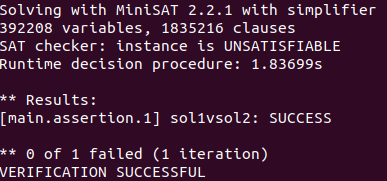 Solving with MiniSAT 2.2.1 with simplifier
392208 variables, 1835216 clauses
SAT checker: instance is UNSATISFIABLE
Runtime decision procedure: 1.83699s
** Results:
[main.assertion.1] sol1vsol2: SUCCESS
** 0 of 1 failed (1 iteration)
VERIFICATION SUCCESSFUL